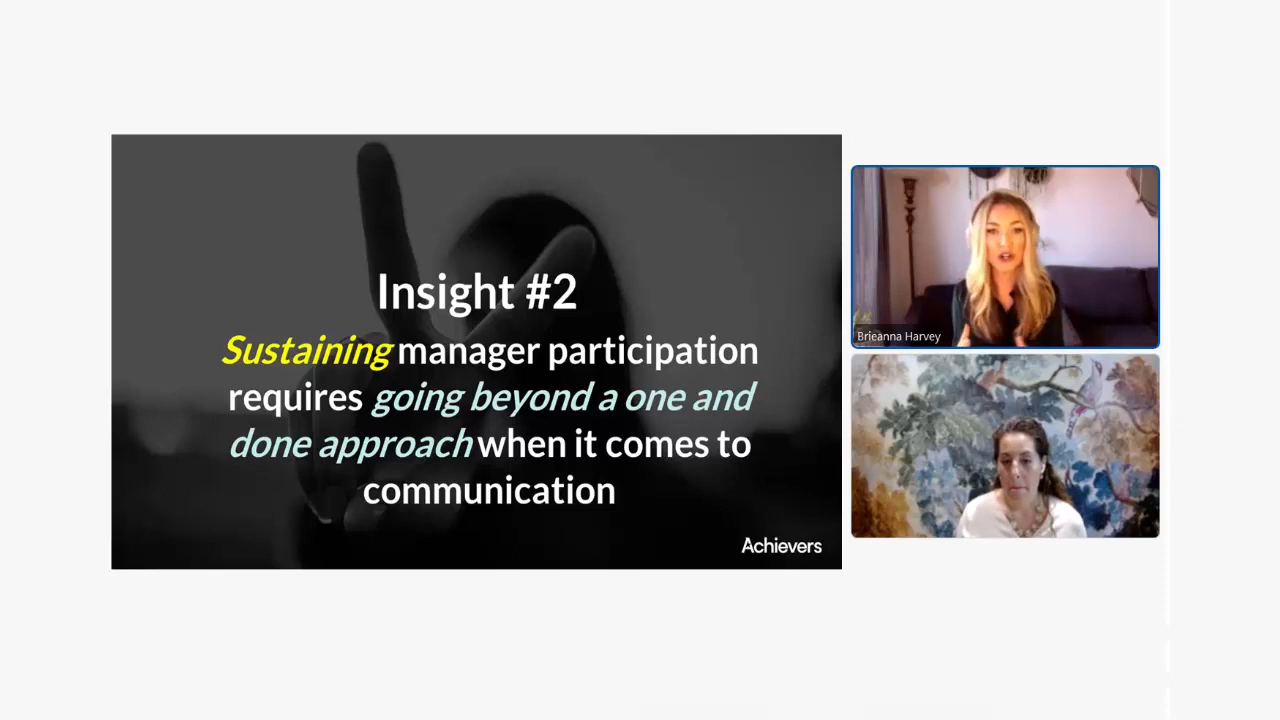 Insight #2
Sustaining manager participation
requires going beyond a one and
done approach when it comes to
communication
Achievers
Brieanna Harvey